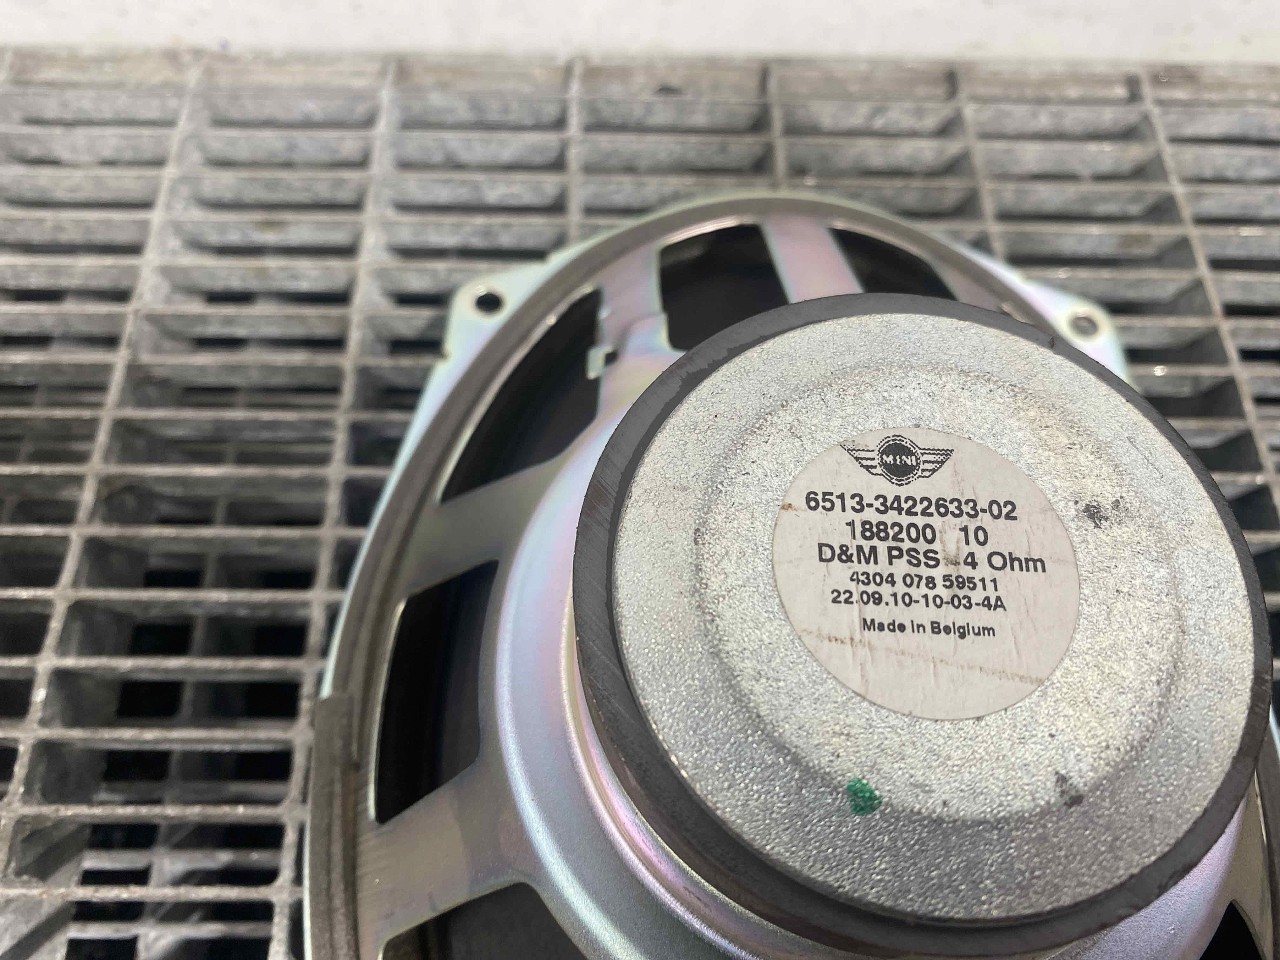 MINI
6513-3422633-02
188200 10
D&M PSS 4 Ohm
4304 078 59511
22.09.10-10-03-4A
Made in Belgium